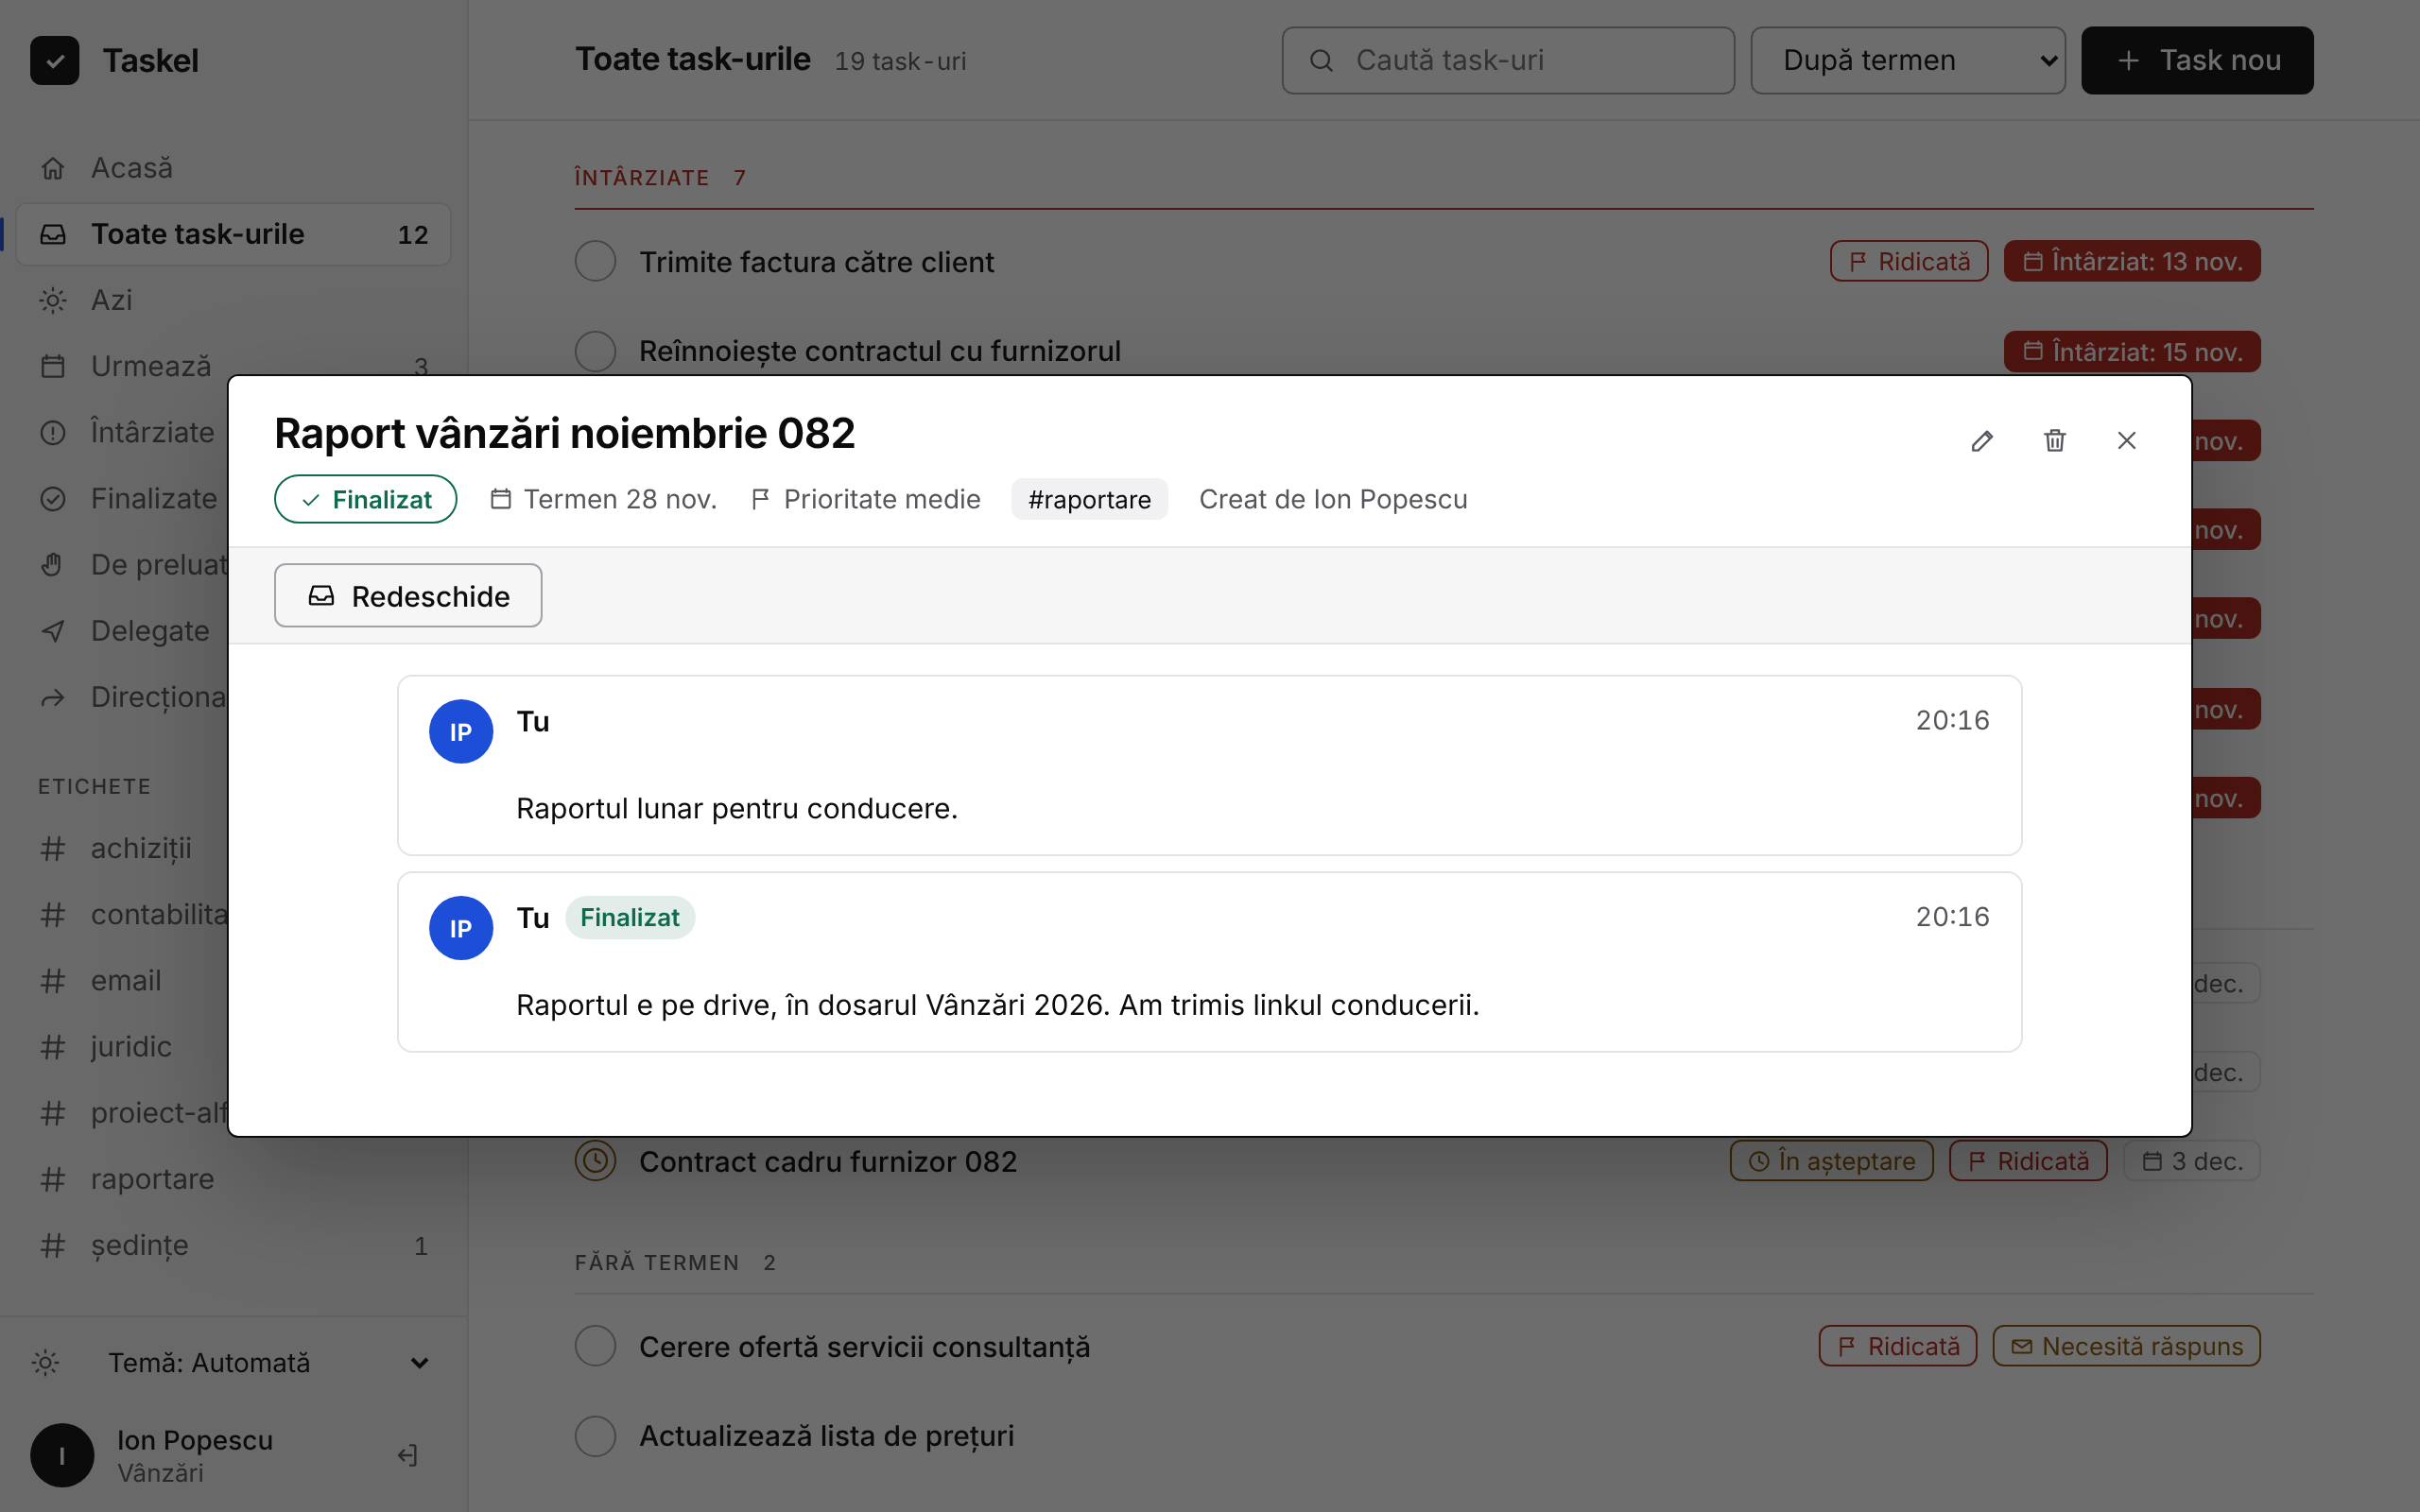 Taskel
Acasă
Toate task-urile 12
Azi
Urmează 3
Întârziate
Finalizate
De preluat
Delegate
ETICHETE
# achiziții
#
# email
# juridic
#
# raportare
# ședințe 1
Temă: Automată
I
Ion Popescu
Vânzări
Toate task-urile 19 task-uri
Caută task-uri
După termen
+ Task nou
ÎNTÂRZIATE 7
Trimite factura către client Ridicată Întârziat: 13 nov.
Reînnoiește contractul cu furnizorul Întârziat: 15 nov.
nov.
nov.
nov.
nov.
nov.
Raport vânzări noiembrie 082
Finalizat Termen 28 nov. Prioritate medie #raportare Creat de Ion Popescu
Redeschide
IP Tu 20:16
Raportul lunar pentru conducere.
IP Tu Finalizat 20:16
Raportul e pe drive, în dosarul Vânzări 2026. Am trimis linkul conducerii.
dec.
dec.
Contract cadru furnizor 082 În așteptare Ridicată 3 dec.
FĂRĂ TERMEN 2
Cerere ofertă servicii consultanță Ridicată Necesită răspuns
Actualizează lista de prețuri